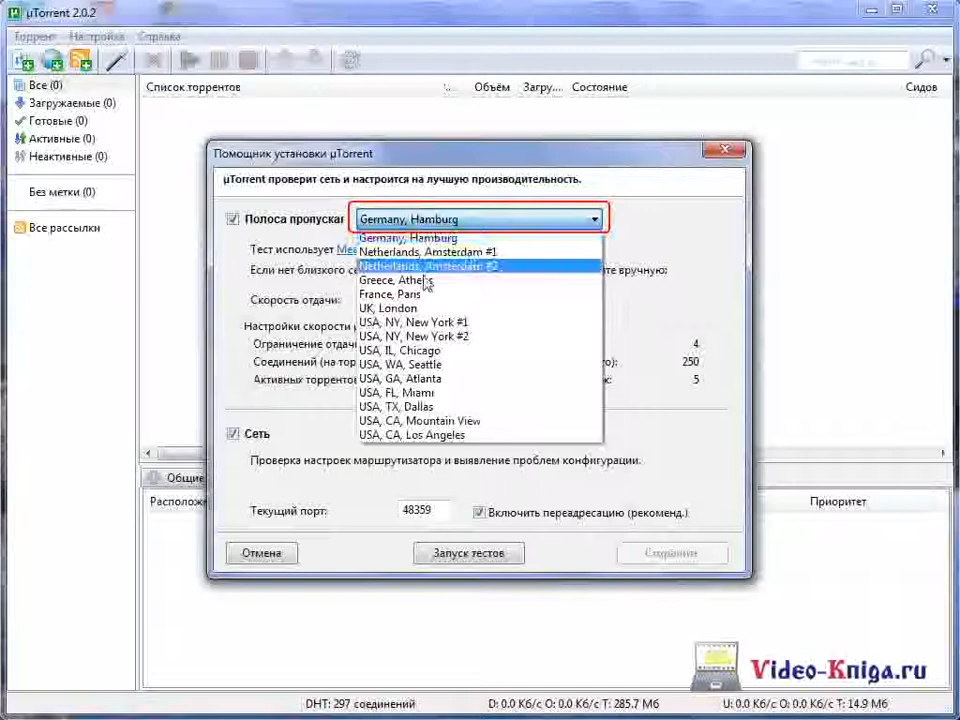 µTorrent 2.0.2
Торрент Настройка Справка
Все (0)
Загружаемые (0)
Готовые (0)
Активные (0)
Неактивные (0)
Без метки (0)
Все рассылки
Список торрентов Объём Загру... Состояние Сидов
Помощник установки µTorrent
µTorrent проверит сеть и настроится на лучшую производительность.
Полоса пропускан
Germany, Hamburg
Тест использует
Если нет близкого се те вручную:
Скорость отдачи:
Настройки скорости
Ограничение отдачи 4
Соединений (на тор го): 250
Активных торрентов 5
Germany, Hamburg
Netherlands, Amsterdam #1
Netherlands, Amsterdam #2
Greece, Athens
France, Paris
UK, London
USA, NY, New York #1
USA, NY, New York #2
USA, IL, Chicago
USA, WA, Seattle
USA, GA, Atlanta
USA, FL, Miami
USA, TX, Dallas
USA, CA, Mountain View
USA, CA, Los Angeles
Сеть
Проверка настроек маршрутизатора и выявление проблем конфигурации.
Текущий порт: 48359 Включить переадресацию (рекоменд.)
Отмена Запуск тестов Сохранить
Общие
Располож Приоритет
Video-Kniga.ru
DHT: 297 соединений D: 0.0 Кб/с О: 0.0 Кб/с Т: 285.7 Мб U: 0.0 Кб/с О: 0.0 Кб/с Т: 14.9 Мб